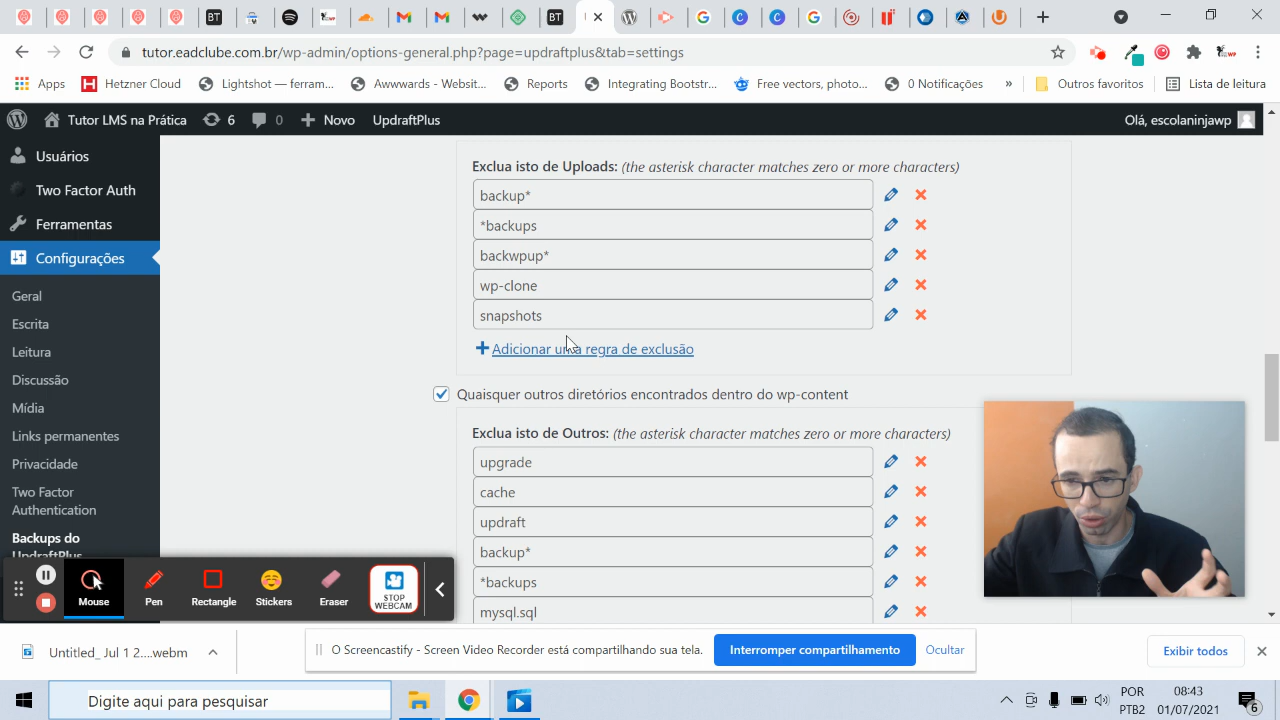 BT
BT
tutor.eadclube.com.br/wp-admin/options-general.php?page=updraftplus&tab=settings
Apps
Hetzner Cloud
Lightshot — ferram...
Awwwards - Websit...
Reports
Integrating Bootstr...
Free vectors, photo...
0 Notificações
»
Outros favoritos
Lista de leitura
Tutor LMS na Prática
6
0
Novo
UpdraftPlus
Olá, escolaninjawp
Usuários
Two Factor Auth
Ferramentas
Configurações
Geral
Escrita
Leitura
Discussão
Mídia
Links permanentes
Privacidade
Two Factor
Authentication
Backups do
UpdraftPlus
Exclua isto de Uploads: (the asterisk character matches zero or more characters)
backup*
*backups
backwpup*
wp-clone
snapshots
Adicionar uma regra de exclusão
Quaisquer outros diretórios encontrados dentro do wp-content
Exclua isto de Outros: (the asterisk character matches zero or more characters)
upgrade
cache
updraft
backup*
*backups
mysql.sql
Mouse
Pen
Rectangle
Stickers
Eraser
STOP
WEBCAM
Untitled_ Jul 1 2....webm
O Screencastify - Screen Video Recorder está compartilhando sua tela.
Interromper compartilhamento
Ocultar
Exibir todos
Digite aqui para pesquisar
POR
PTB2
08:43
01/07/2021
6